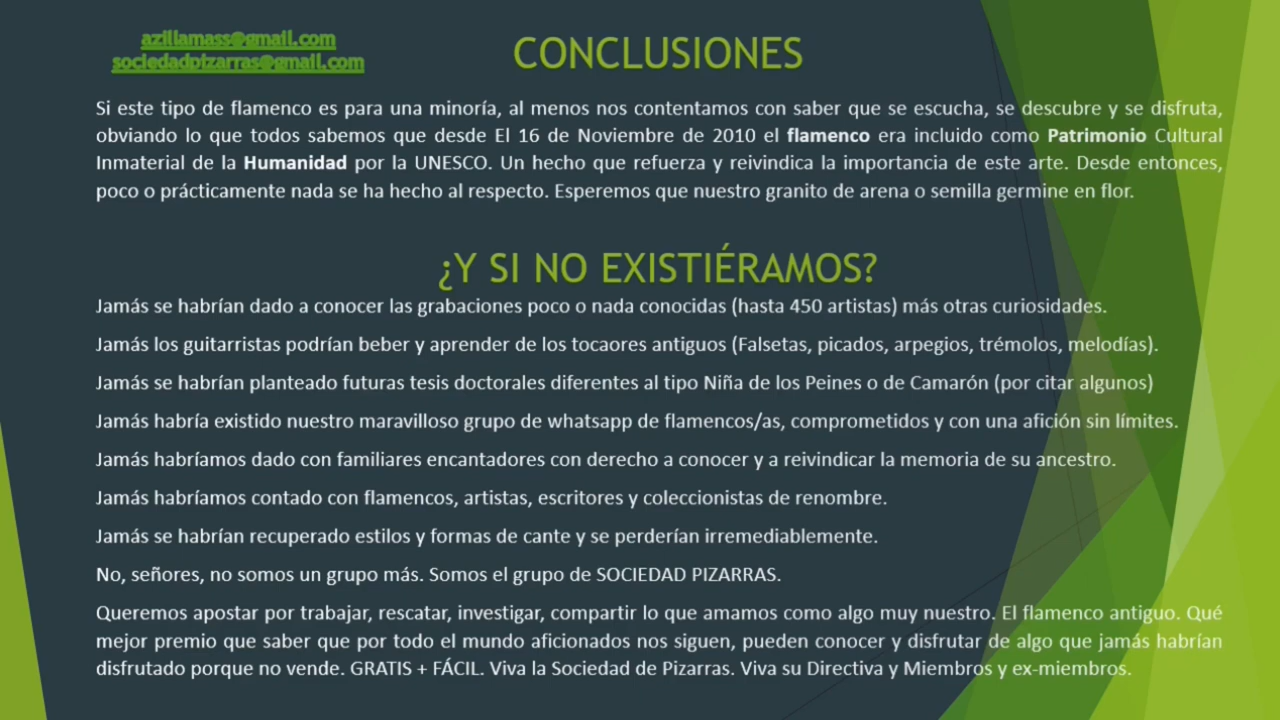 azillamass@gmail.com
sociedadpizarras@gmail.com
CONCLUSIONES
Si este tipo de flamenco es para una minoría, al menos nos contentamos con saber que se escucha, se descubre y se disfruta,
obviando lo que todos sabemos que desde El 16 de Noviembre de 2010 el flamenco era incluido como Patrimonio Cultural
Inmaterial de la Humanidad por la UNESCO. Un hecho que refuerza y reivindica la importancia de este arte. Desde entonces,
poco o prácticamente nada se ha hecho al respecto. Esperemos que nuestro granito de arena o semilla germine en flor.
¿Y SI NO EXISTIÉRAMOS?
Jamás se habrían dado a conocer las grabaciones poco o nada conocidas (hasta 450 artistas) más otras curiosidades.
Jamás los guitarristas podrían beber y aprender de los tocaores antiguos (Falsetas, picados, arpegios, trémolos, melodías).
Jamás se habrían planteado futuras tesis doctorales diferentes al tipo Niña de los Peines o de Camarón (por citar algunos)
Jamás habría existido nuestro maravilloso grupo de whatsapp de flamencos/as, comprometidos y con una afición sin límites.
Jamás habríamos dado con familiares encantadores con derecho a conocer y a reivindicar la memoria de su ancestro.
Jamás habríamos contado con flamencos, artistas, escritores y coleccionistas de renombre.
Jamás se habrían recuperado estilos y formas de cante y se perderían irremediablemente.
No, señores, no somos un grupo más. Somos el grupo de SOCIEDAD PIZARRAS.
Queremos apostar por trabajar, rescatar, investigar, compartir lo que amamos como algo muy nuestro. El flamenco antiguo. Qué
mejor premio que saber que por todo el mundo aficionados nos siguen, pueden conocer y disfrutar de algo que jamás habrían
disfrutado porque no vende. GRATIS + FÁCIL. Viva la Sociedad de Pizarras. Viva su Directiva y Miembros y ex-miembros.